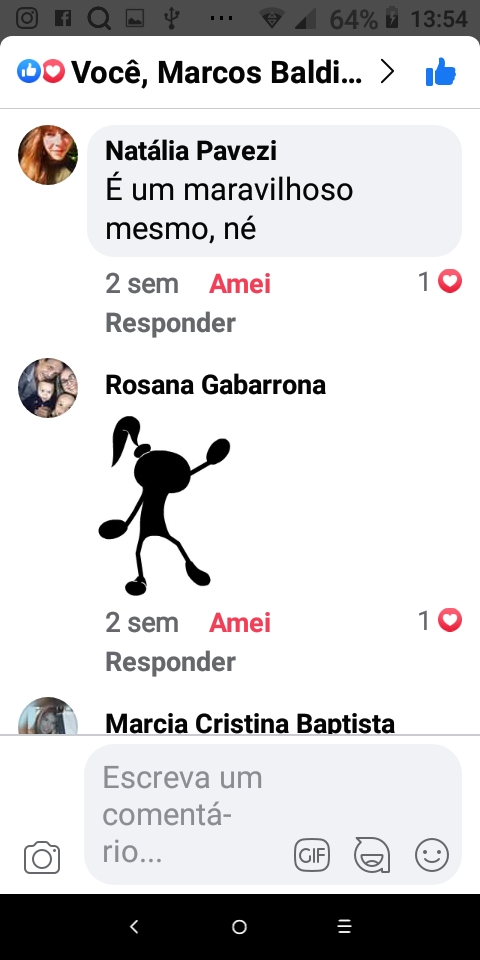 64% 13:54
Você, Marcos Baldi...
Natália Pavezi
É um maravilhoso
mesmo, né
2 sem Amei 1
Responder
Rosana Gabarrona
2 sem Amei 1
Responder
Marcia Cristina Baptista
Escreva um
comentá-
rio...
GIF